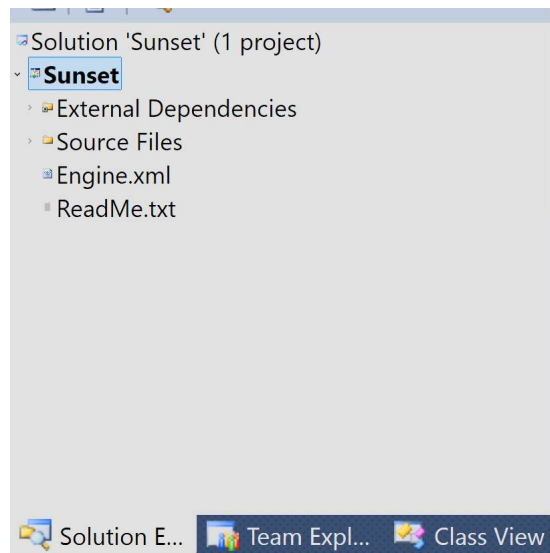 Solution 'Sunset' (1 project)
Sunset
External Dependencies
Source Files
Engine.xml
ReadMe.txt
Solution E... Team Expl... Class View